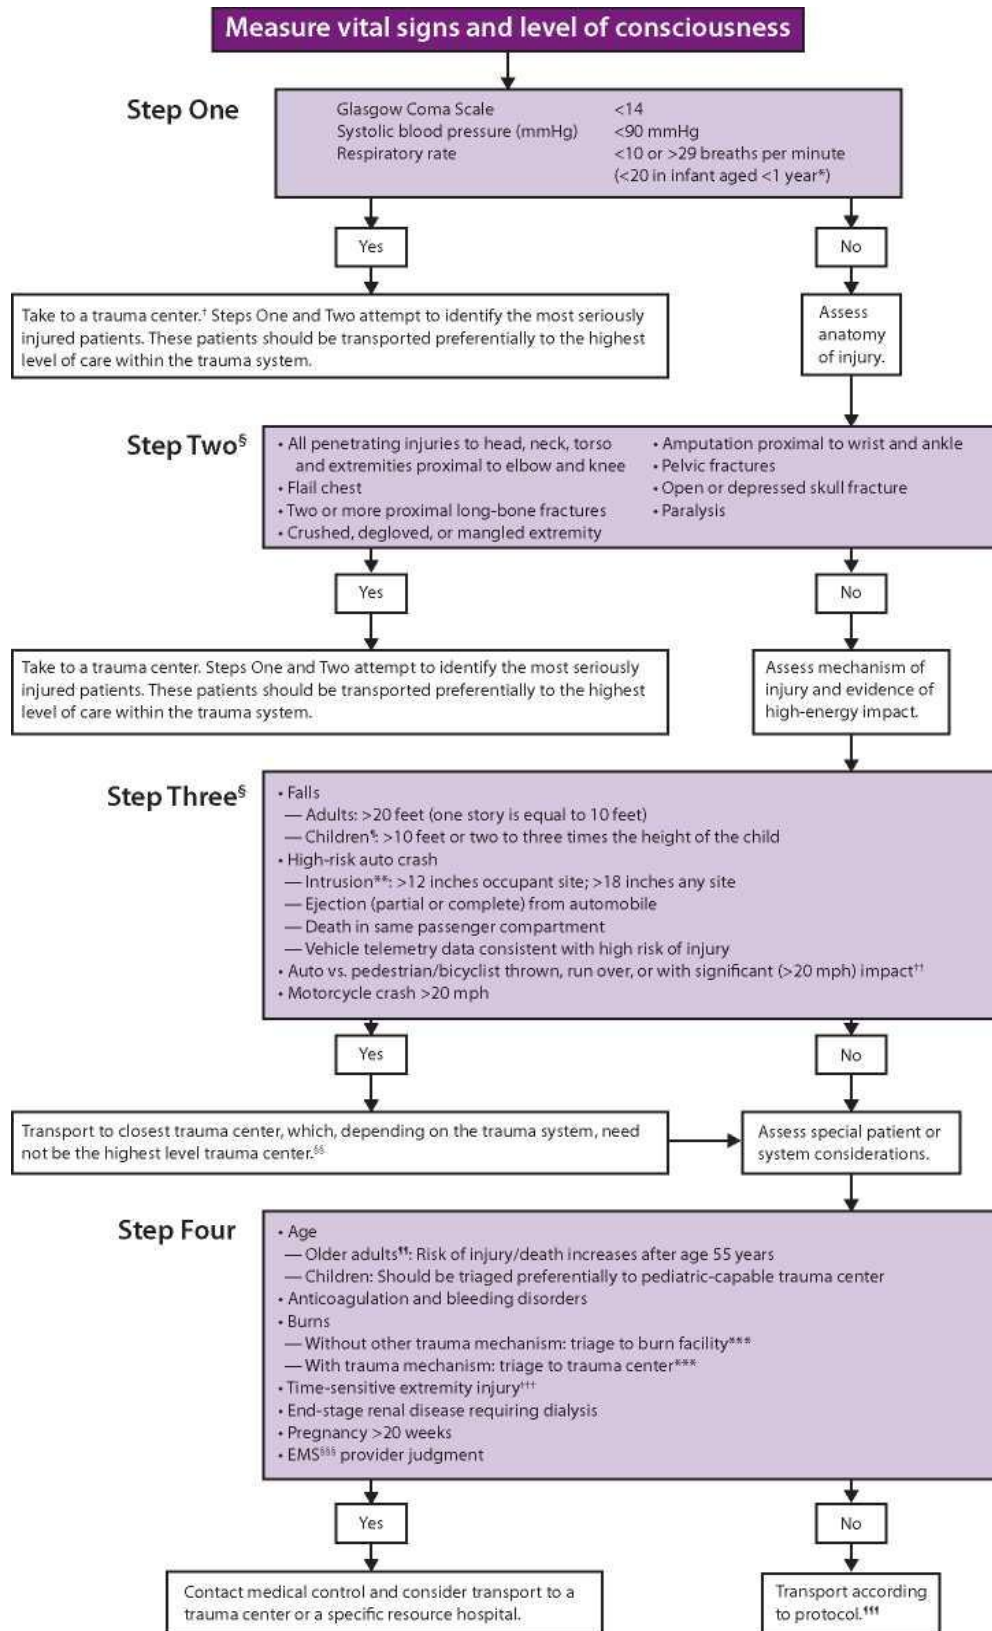 Measure vital signs and level of consciousness
Step One
Glasgow Coma Scale <14
Systolic blood pressure (mmHg) <90 mmHg
Respiratory rate <10 or >29 breaths per minute
(<20 in infant aged <1 year*)
Yes
No
Take to a trauma center.† Steps One and Two attempt to identify the most seriously
injured patients. These patients should be transported preferentially to the highest
level of care within the trauma system.
Assess
anatomy
of injury.
Step Two§
• All penetrating injuries to head, neck, torso
and extremities proximal to elbow and knee
• Flail chest
• Two or more proximal long-bone fractures
• Crushed, degloved, or mangled extremity
• Amputation proximal to wrist and ankle
• Pelvic fractures
• Open or depressed skull fracture
• Paralysis
Yes
No
Take to a trauma center. Steps One and Two attempt to identify the most seriously
injured patients. These patients should be transported preferentially to the highest
level of care within the trauma system.
Assess mechanism of
injury and evidence of
high-energy impact.
Step Three§
• Falls
— Adults: >20 feet (one story is equal to 10 feet)
— Children¶: >10 feet or two to three times the height of the child
• High-risk auto crash
— Intrusion**: >12 inches occupant site; >18 inches any site
— Ejection (partial or complete) from automobile
— Death in same passenger compartment
— Vehicle telemetry data consistent with high risk of injury
• Auto vs. pedestrian/bicyclist thrown, run over, or with significant (>20 mph) impact††
• Motorcycle crash >20 mph
Yes
No
Transport to closest trauma center, which, depending on the trauma system, need
not be the highest level trauma center.§§
Assess special patient or
system considerations.
Step Four
• Age
— Older adults¶¶: Risk of injury/death increases after age 55 years
— Children: Should be triaged preferentially to pediatric-capable trauma center
• Anticoagulation and bleeding disorders
• Burns
— Without other trauma mechanism: triage to burn facility***
— With trauma mechanism: triage to trauma center***
• Time-sensitive extremity injury†††
• End-stage renal disease requiring dialysis
• Pregnancy >20 weeks
• EMS§§§ provider judgment
Yes
No
Contact medical control and consider transport to a
trauma center or a specific resource hospital.
Transport according
to protocol.¶¶¶